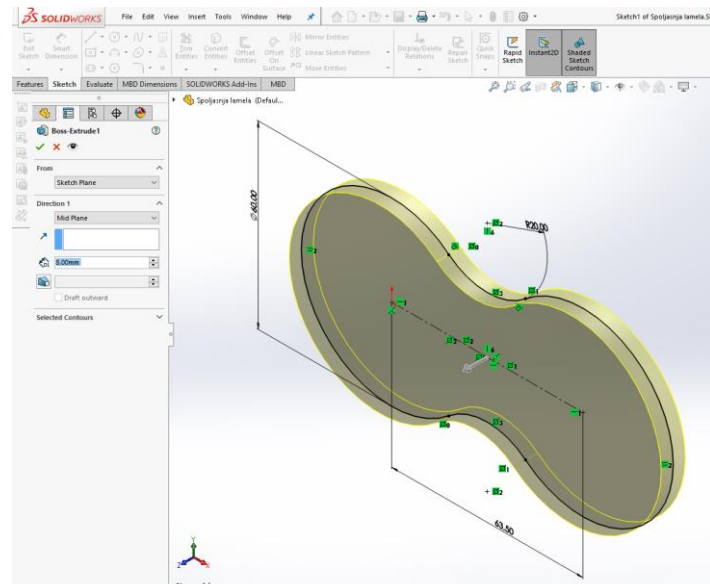 SOLIDWORKS File Edit View Insert Tools Window Help Sketch1 of Spoljasnja lamela.S
Exit Sketch
Smart Dimension
Trim Entities
Convert Entities
Offset Entities
Offset On Surface
Mirror Entities
Linear Sketch Pattern
Move Entities
Display/Delete Relations
Repair Sketch
Quick Snaps
Rapid Sketch
Instant2D
Shaded Sketch Contours
Features Sketch Evaluate MBD Dimensions SOLIDWORKS Add-Ins MBD
Spoljasnja lamela (Defaul...
Boss-Extrude1
From
Sketch Plane
Direction 1
Mid Plane
8.00mm
Draft outward
Selected Contours
Ø60,00
R20,00
63,50